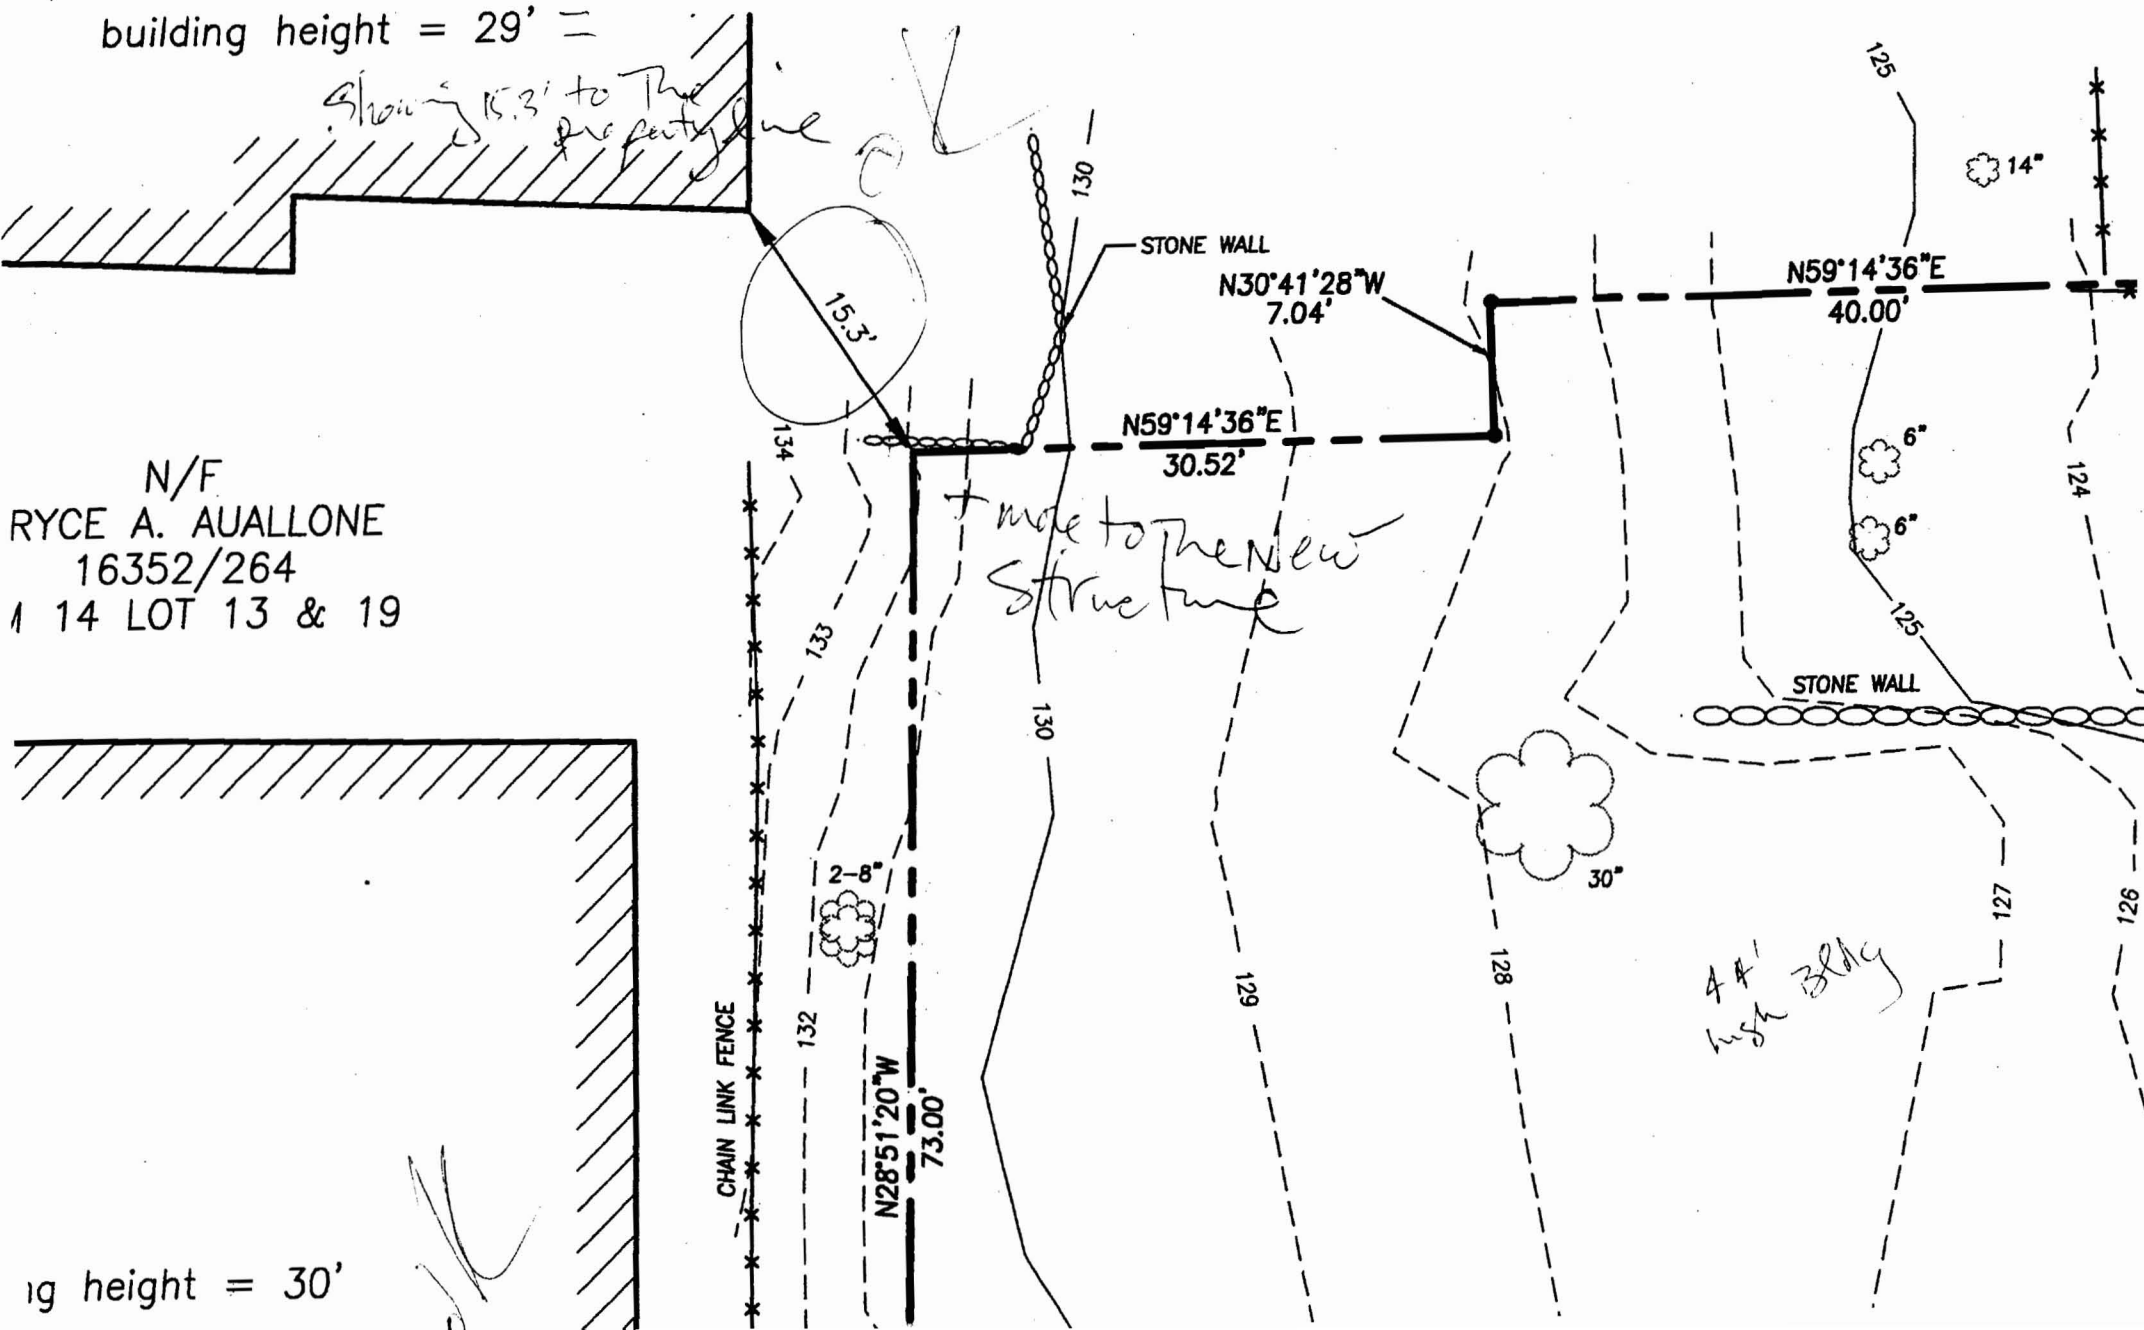 building height = 29'
Showing 15.3' to The
property line
125
14"
130
STONE WALL
N30°41'28"W
7.04'
N59°14'36"E
40.00'
15.3'
N59°14'36"E
30.52'
134
6"
124
N/F
RYCE A. AUALLONE
16352/264
14 LOT 13 & 19
+ more to The New
Structure
6"
125
133
130
STONE WALL
2-8"
30"
127
126
129
128
44'
high Bldg
132
CHAIN LINK FENCE
N28°51'20"W
73.00'
g height = 30'